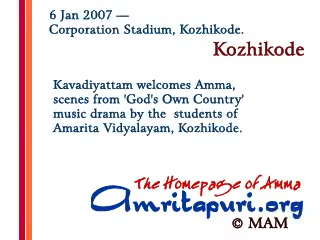 6 Jan 2007 —
Corporation Stadium, Kozhikode.
Kozhikode
Kavadiyattam welcomes Amma,
scenes from 'God's Own Country'
music drama by the students of
Amarita Vidyalayam, Kozhikode.
The Homepage of Amma
Amritapuri.org
© MAM